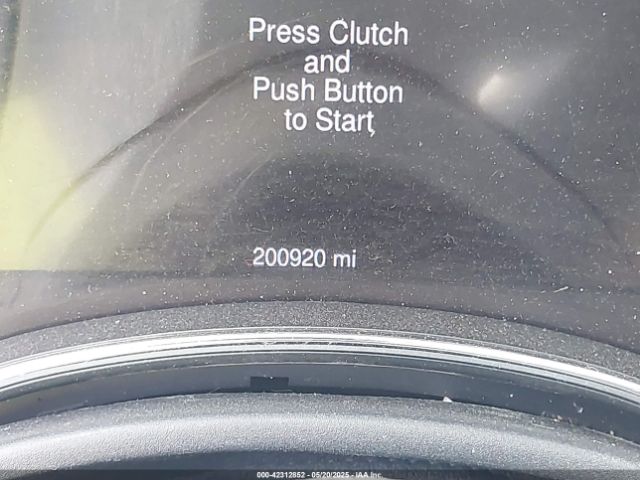 Press Clutch
and
Push Button
to Start
200920 mi
000-42312852 - 05/20/2025 - IAA Inc.